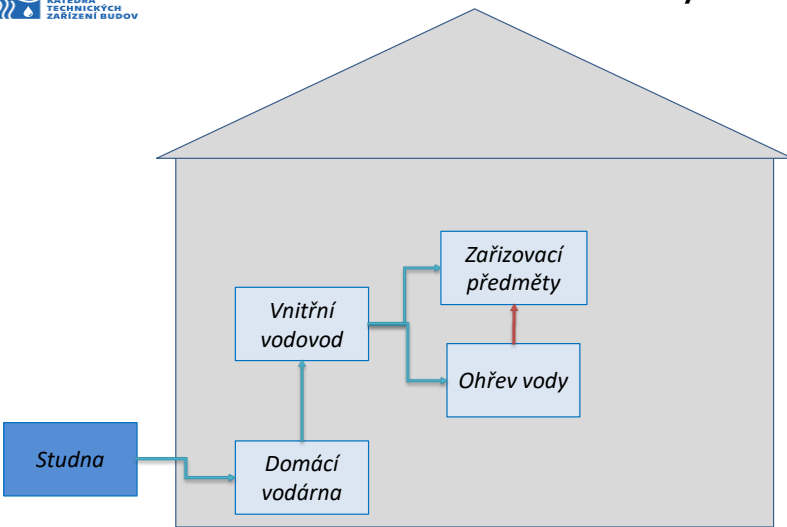 KATEDRA
TECHNICKÝCH
ZAŘÍZENÍ BUDOV
Zařizovací
předměty
Vnitřní
vodovod
Ohřev vody
Studna
Domácí
vodárna